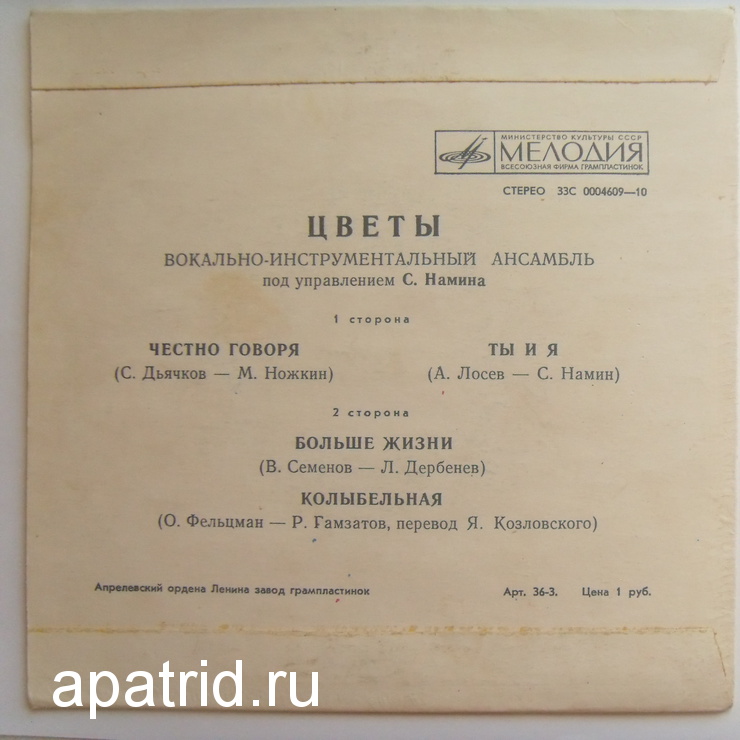 МИНИСТЕРСТВО КУЛЬТУРЫ СССР
МЕЛОДИЯ
ВСЕСОЮЗНАЯ ФИРМА ГРАМПЛАСТИНОК
СТЕРЕО 33С 0004609—10
ЦВЕТЫ
ВОКАЛЬНО-ИНСТРУМЕНТАЛЬНЫЙ АНСАМБЛЬ
под управлением С. Намина
1 сторона
ЧЕСТНО ГОВОРЯ ТЫ И Я
(С. Дьячков — М. Ножкин) (А. Лосев — С. Намин)
2 сторона
БОЛЬШЕ ЖИЗНИ
(В. Семенов — Л. Дербенев)
КОЛЫБЕЛЬНАЯ
(О. Фельцман — Р. Гамзатов, перевод Я. Козловского)
Апрелевский ордена Ленина завод грампластинок Арт. 36-3. Цена 1 руб.
apatrid.ru